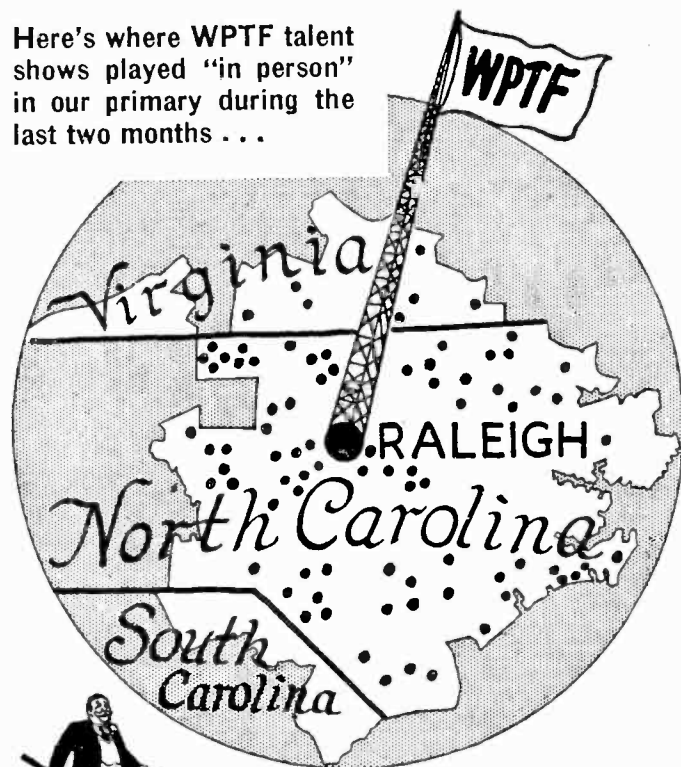 Here's where WPTF talent
shows played "in person"
in our primary during the
last two months . . .
WPTF
Virginia
RALEIGH
North Carolina
South
Carolina